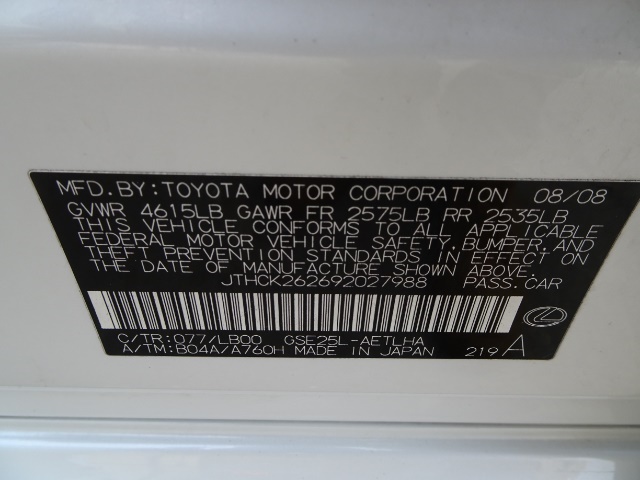 MFD. BY: TOYOTA MOTOR CORPORATION 08/08
GVWR 4615LB GAWR FR 2575LB RR 2535LB
THIS VEHICLE CONFORMS TO ALL APPLICABLE
FEDERAL MOTOR VEHICLE SAFETY, BUMPER, AND
THEFT PREVENTION STANDARDS IN EFFECT ON
THE DATE OF MANUFACTURE SHOWN ABOVE.
JTHCK262692027988 PASS. CAR
C/TR: 077/LB00 GSE25L-AETLHA
A/TM: B04A/A760H MADE IN JAPAN 219 A